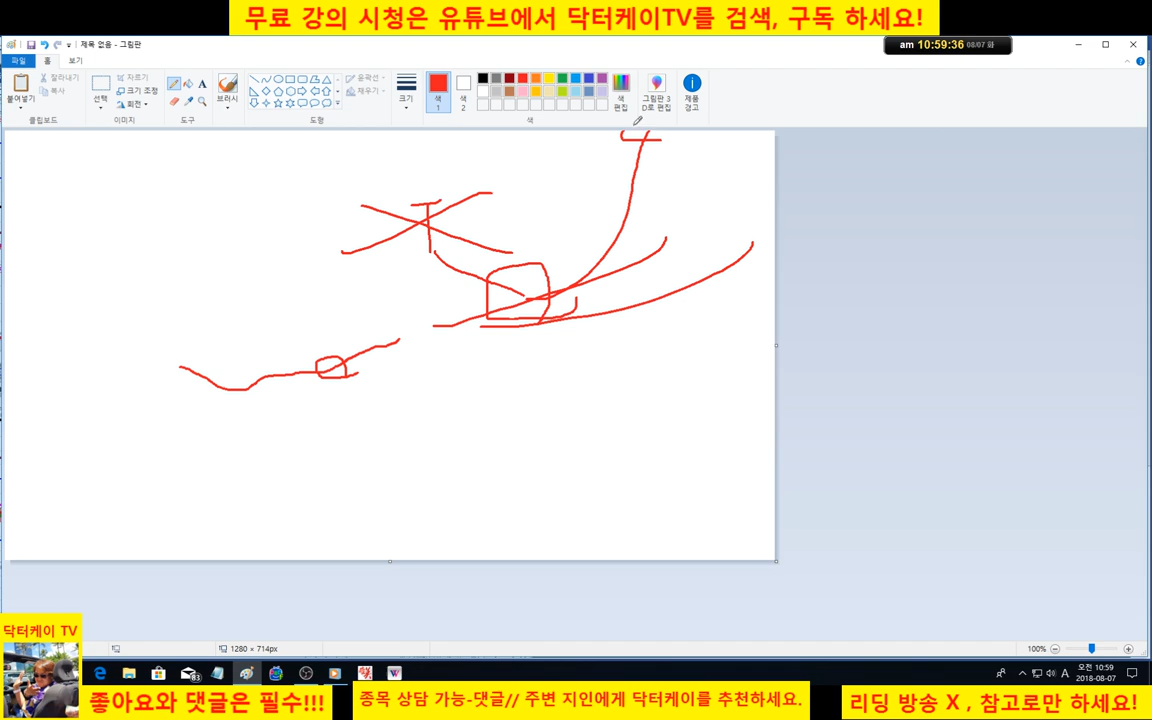 무료 강의 시청은 유튜브에서 닥터케이TV를 검색, 구독 하세요!
제목 없음 - 그림판
am 10:59:36 08/07 화
파일 홈 보기
붙여넣기 잘라내기 복사
클립보드
선택 자르기 크기 조정 회전
이미지
A
도구
브러시
윤곽선 채우기
도형
크기
색 1
색 2
색 편집
색
그림판 3D로 편집
제품 경고
1280 × 714px
100%
닥터케이 TV
83
A
오전 10:59
2018-08-07
좋아요와 댓글은 필수!!!
종목 상담 가능-댓글// 주변 지인에게 닥터케이를 추천하세요.
리딩 방송 X , 참고로만 하세요!